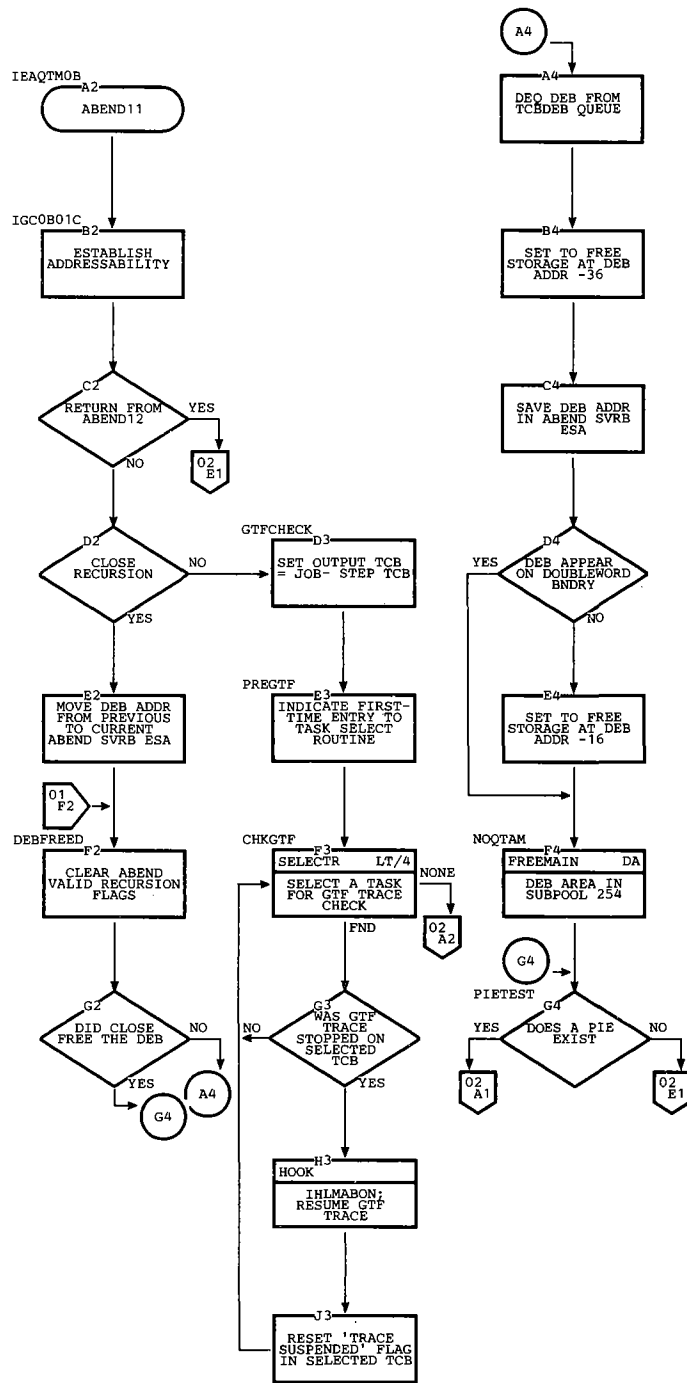 IEAQTM0B
A2
ABEND11
IGC0B01C
B2
ESTABLISH
ADDRESSABILITY
C2
RETURN FROM
ABEND12
YES
02
E1
NO
D2
CLOSE
RECURSION
NO
YES
E2
MOVE DEB ADDR
FROM PREVIOUS
TO CURRENT
ABEND SVRB ESA
01
F2
DEBFREED
F2
CLEAR ABEND
VALID RECURSION
FLAGS
G2
DID CLOSE
FREE THE DEB
NO
A4
YES
G4
GTFCHECK
D3
SET OUTPUT TCB
= JOB- STEP TCB
PREGTF
E3
INDICATE FIRST-
TIME ENTRY TO
TASK SELECT
ROUTINE
CHKGTF
F3
SELECTR LT/4
SELECT A TASK
FOR GTF TRACE
CHECK
NONE
02
A2
FND
G3
WAS GTF
TRACE
STOPPED ON
SELECTED
TCB
NO
YES
H3
HOOK
IHLMABON;
RESUME GTF
TRACE
J3
RESET 'TRACE
SUSPENDED' FLAG
IN SELECTED TCB
A4
A4
DEQ DEB FROM
TCBDEB QUEUE
B4
SET TO FREE
STORAGE AT DEB
ADDR -36
C4
SAVE DEB ADDR
IN ABEND SVRB
ESA
D4
DEB APPEAR
ON DOUBLEWORD
BNDRY
YES
NO
E4
SET TO FREE
STORAGE AT DEB
ADDR -16
NOQTAM
F4
FREEMAIN DA
DEB AREA IN
SUBPOOL 254
G4
PIETEST
G4
DOES A PIE
EXIST
YES
02
A1
NO
02
E1